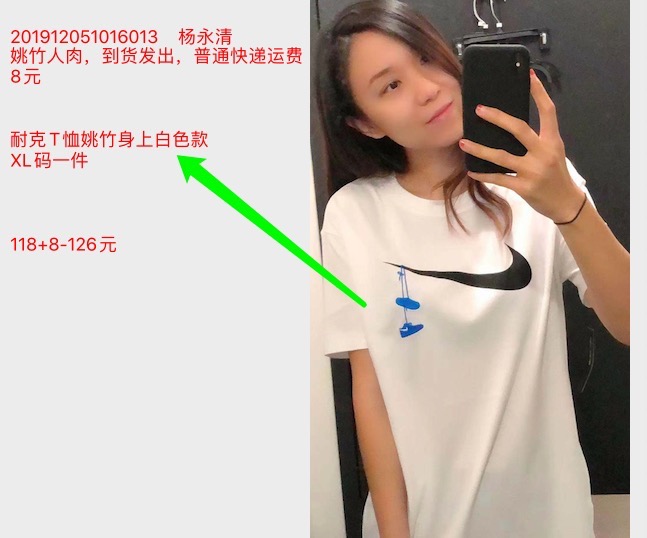 201912051016013 杨永清
姚竹人肉，到货发出，普通快递运费
8元
耐克T恤姚竹身上白色款
XL码一件
118+8-126元